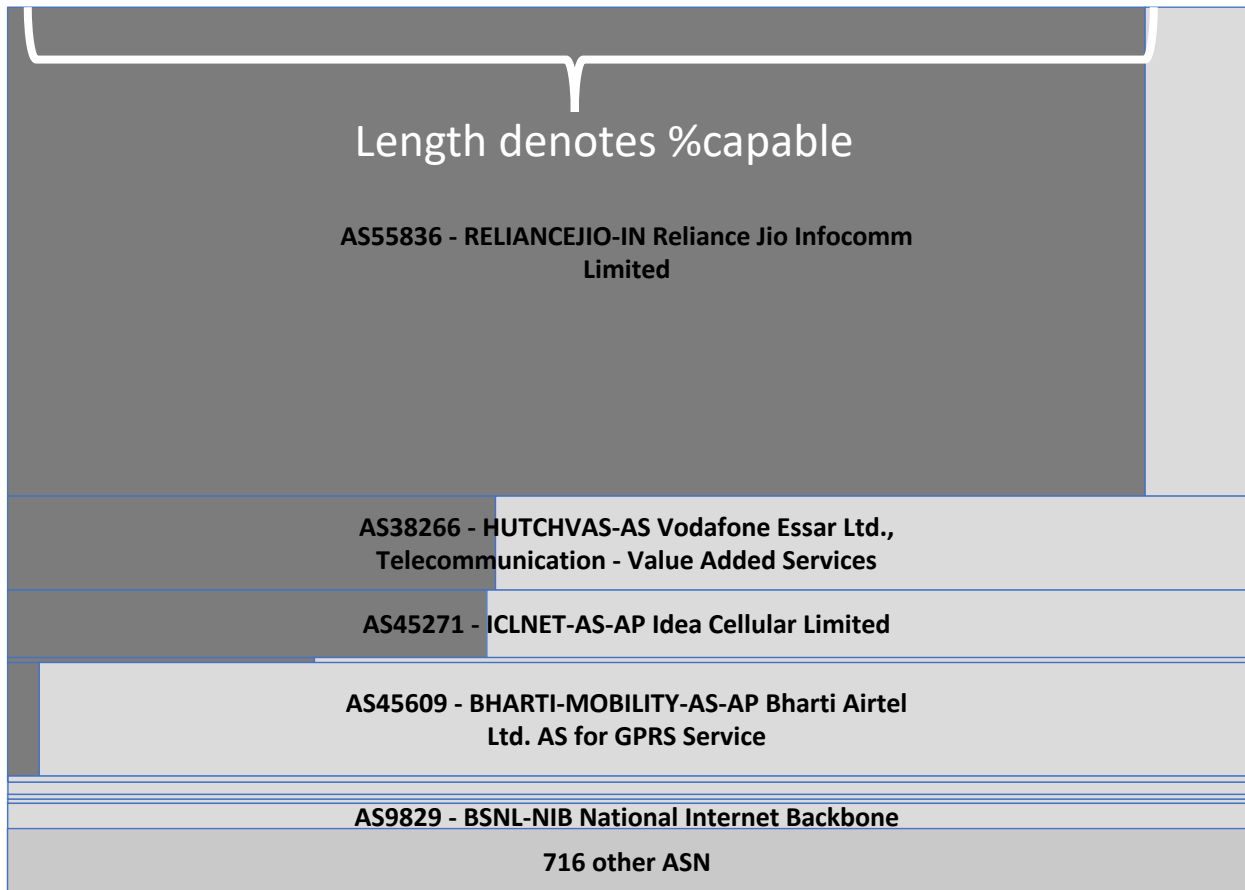 Length denotes %capable
AS55836 - RELIANCEJIO-IN Reliance Jio Infocomm
Limited
AS38266 - HUTCHVAS-AS Vodafone Essar Ltd.,
Telecommunication - Value Added Services
AS45271 - ICLNET-AS-AP Idea Cellular Limited
AS45609 - BHARTI-MOBILITY-AS-AP Bharti Airtel
Ltd. AS for GPRS Service
AS9829 - BSNL-NIB National Internet Backbone
716 other ASN